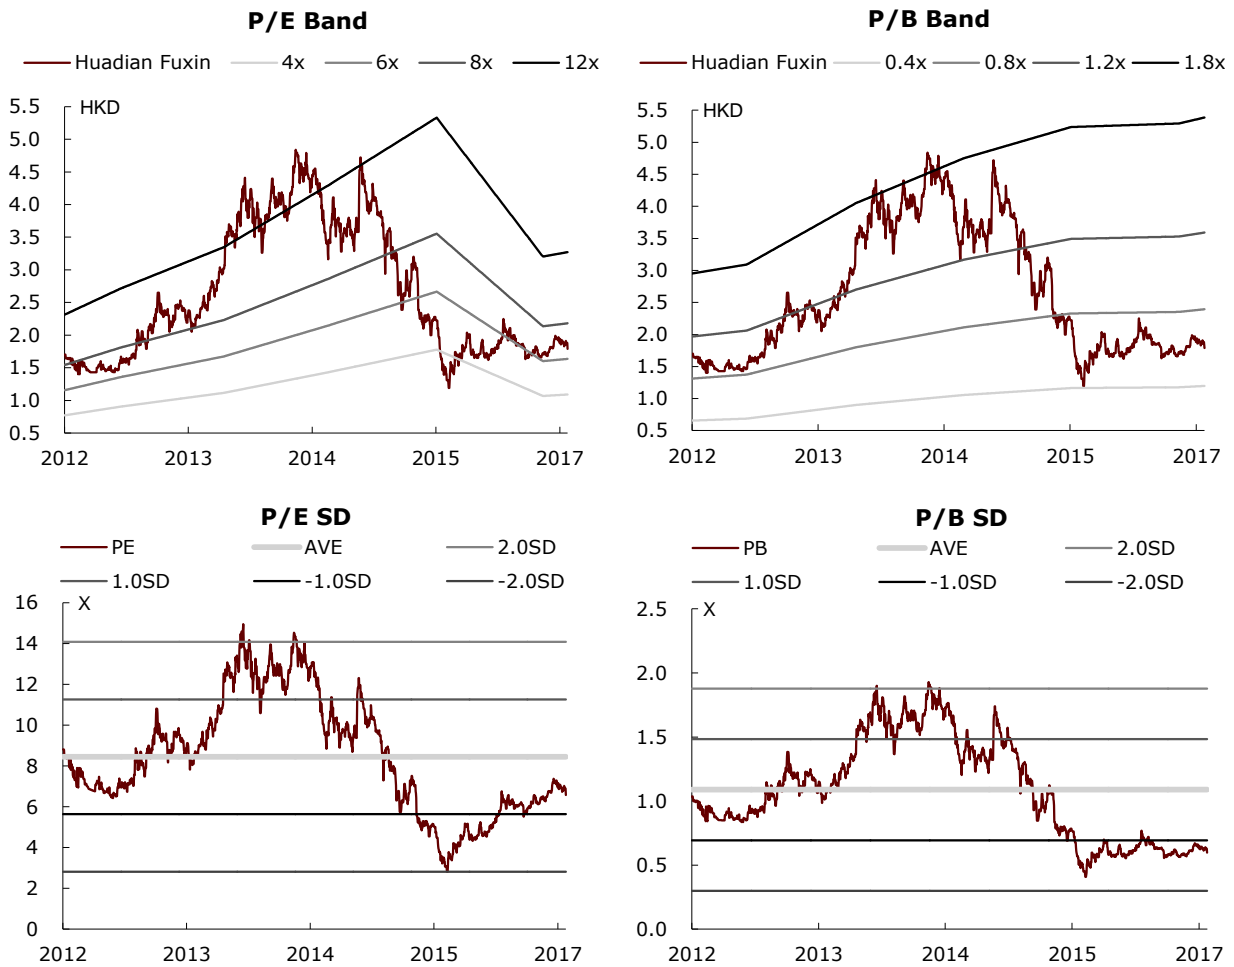 P/E Band
Huadian Fuxin 4x 6x 8x 12x
HKD
5.5
5.0
4.5
4.0
3.5
3.0
2.5
2.0
1.5
1.0
0.5
2012 2013 2014 2015 2017
P/B Band
Huadian Fuxin 0.4x 0.8x 1.2x 1.8x
HKD
5.5
5.0
4.5
4.0
3.5
3.0
2.5
2.0
1.5
1.0
0.5
2012 2013 2014 2015 2017
P/E SD
PE AVE 2.0SD
1.0SD -1.0SD -2.0SD
X
16
14
12
10
8
6
4
2
0
2012 2013 2014 2015 2017
P/B SD
PB AVE 2.0SD
1.0SD -1.0SD -2.0SD
X
2.5
2.0
1.5
1.0
0.5
0.0
2012 2013 2014 2015 2017